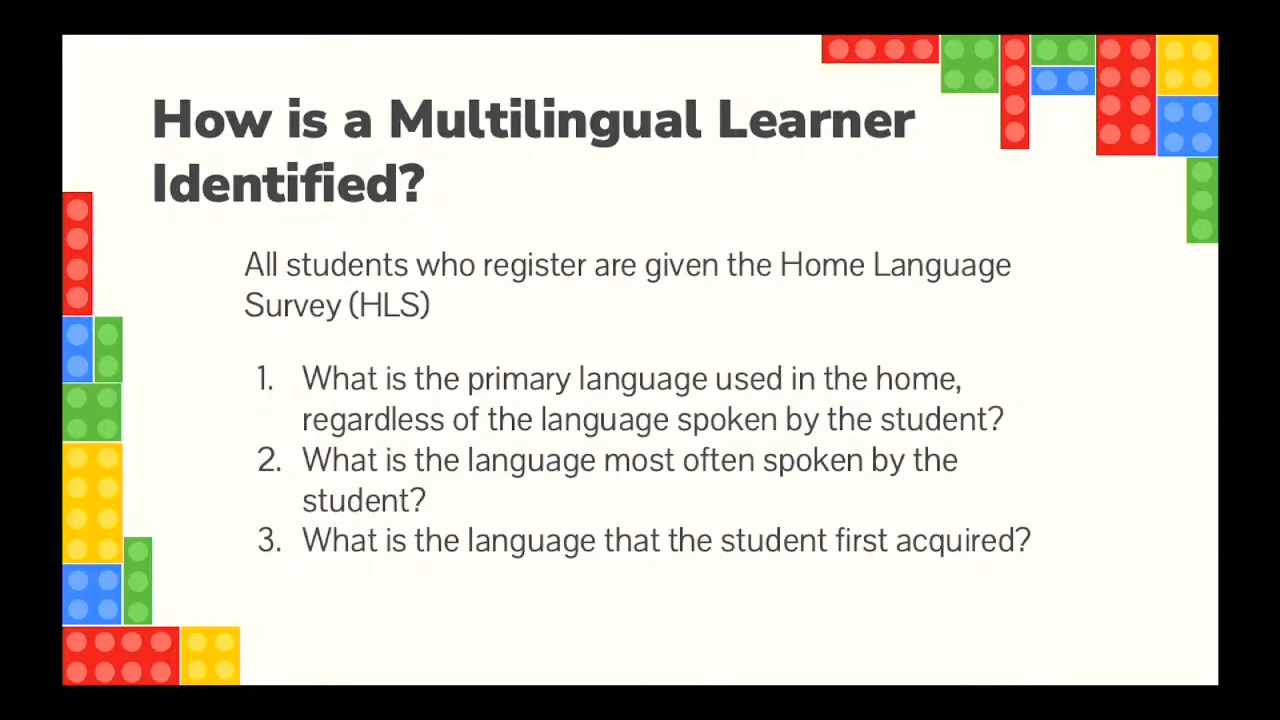 How is a Multilingual Learner
Identified?
All students who register are given the Home Language
Survey (HLS)
1. What is the primary language used in the home,
regardless of the language spoken by the student?
2. What is the language most often spoken by the
student?
3. What is the language that the student first acquired?